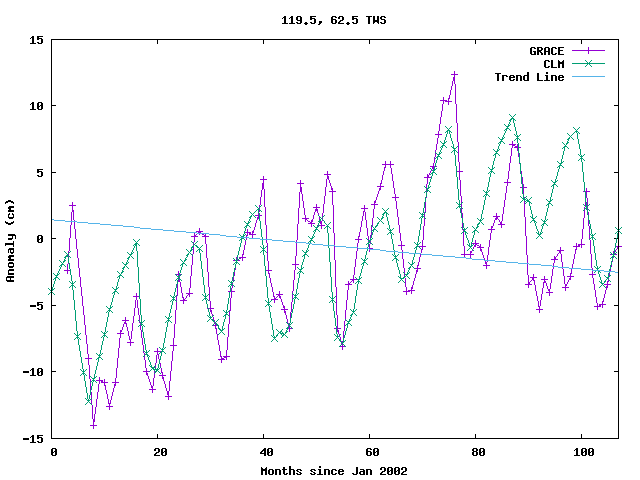 119.5, 62.5 TWS
GRACE
CLM
Trend Line
15
10
5
0
-5
-10
-15
Anomaly (cm)
0 20 40 60 80 100
Months since Jan 2002